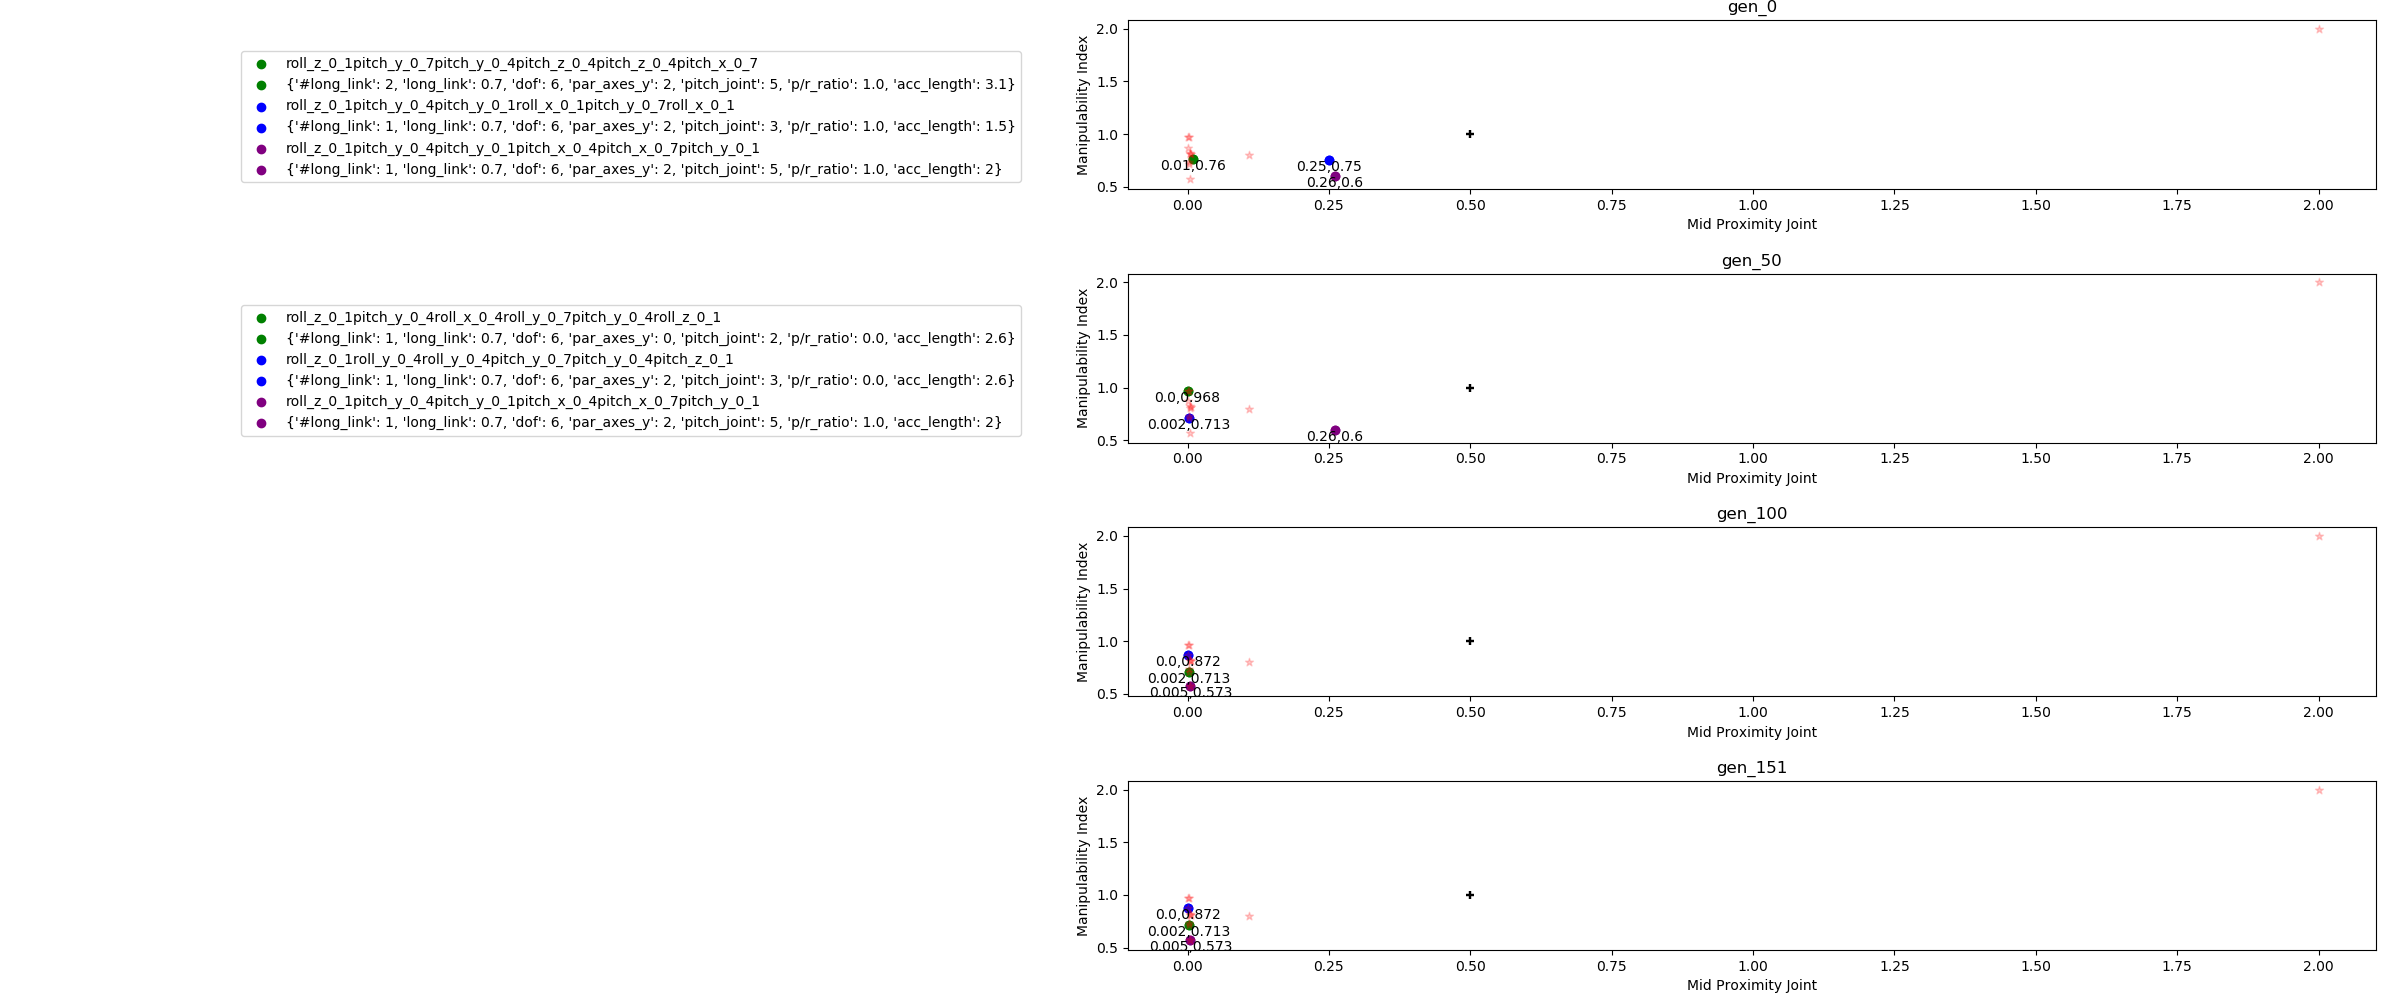 gen_0
roll_z_0_1pitch_y_0_7pitch_y_0_4pitch_z_0_4pitch_z_0_4pitch_x_0_7
{'#long_link': 2, 'long_link': 0.7, 'dof': 6, 'par_axes_y': 2, 'pitch_joint': 5, 'p/r_ratio': 1.0, 'acc_length': 3.1}
roll_z_0_1pitch_y_0_4pitch_y_0_1roll_x_0_1pitch_y_0_7roll_x_0_1
{'#long_link': 1, 'long_link': 0.7, 'dof': 6, 'par_axes_y': 2, 'pitch_joint': 3, 'p/r_ratio': 1.0, 'acc_length': 1.5}
roll_z_0_1pitch_y_0_4pitch_y_0_1pitch_x_0_4pitch_x_0_7pitch_y_0_1
{'#long_link': 1, 'long_link': 0.7, 'dof': 6, 'par_axes_y': 2, 'pitch_joint': 5, 'p/r_ratio': 1.0, 'acc_length': 2}
Manipulability Index
2.0
1.5
1.0
0.5
0.01,0.76
0.25,0.75
0.26,0.6
0.00 0.25 0.50 0.75 1.00 1.25 1.50 1.75 2.00
Mid Proximity Joint
gen_50
roll_z_0_1pitch_y_0_4roll_x_0_4roll_y_0_7pitch_y_0_4roll_z_0_1
{'#long_link': 1, 'long_link': 0.7, 'dof': 6, 'par_axes_y': 0, 'pitch_joint': 2, 'p/r_ratio': 0.0, 'acc_length': 2.6}
roll_z_0_1roll_y_0_4roll_y_0_4pitch_y_0_7pitch_y_0_4pitch_z_0_1
{'#long_link': 1, 'long_link': 0.7, 'dof': 6, 'par_axes_y': 2, 'pitch_joint': 3, 'p/r_ratio': 0.0, 'acc_length': 2.6}
roll_z_0_1pitch_y_0_4pitch_y_0_1pitch_x_0_4pitch_x_0_7pitch_y_0_1
{'#long_link': 1, 'long_link': 0.7, 'dof': 6, 'par_axes_y': 2, 'pitch_joint': 5, 'p/r_ratio': 1.0, 'acc_length': 2}
Manipulability Index
2.0
1.5
1.0
0.5
0.0,0.968
0.002,0.713
0.26,0.6
0.00 0.25 0.50 0.75 1.00 1.25 1.50 1.75 2.00
Mid Proximity Joint
gen_100
Manipulability Index
2.0
1.5
1.0
0.5
0.0,0.872
0.002,0.713
0.005,0.573
0.00 0.25 0.50 0.75 1.00 1.25 1.50 1.75 2.00
Mid Proximity Joint
gen_151
Manipulability Index
2.0
1.5
1.0
0.5
0.0,0.872
0.002,0.713
0.005,0.573
0.00 0.25 0.50 0.75 1.00 1.25 1.50 1.75 2.00
Mid Proximity Joint